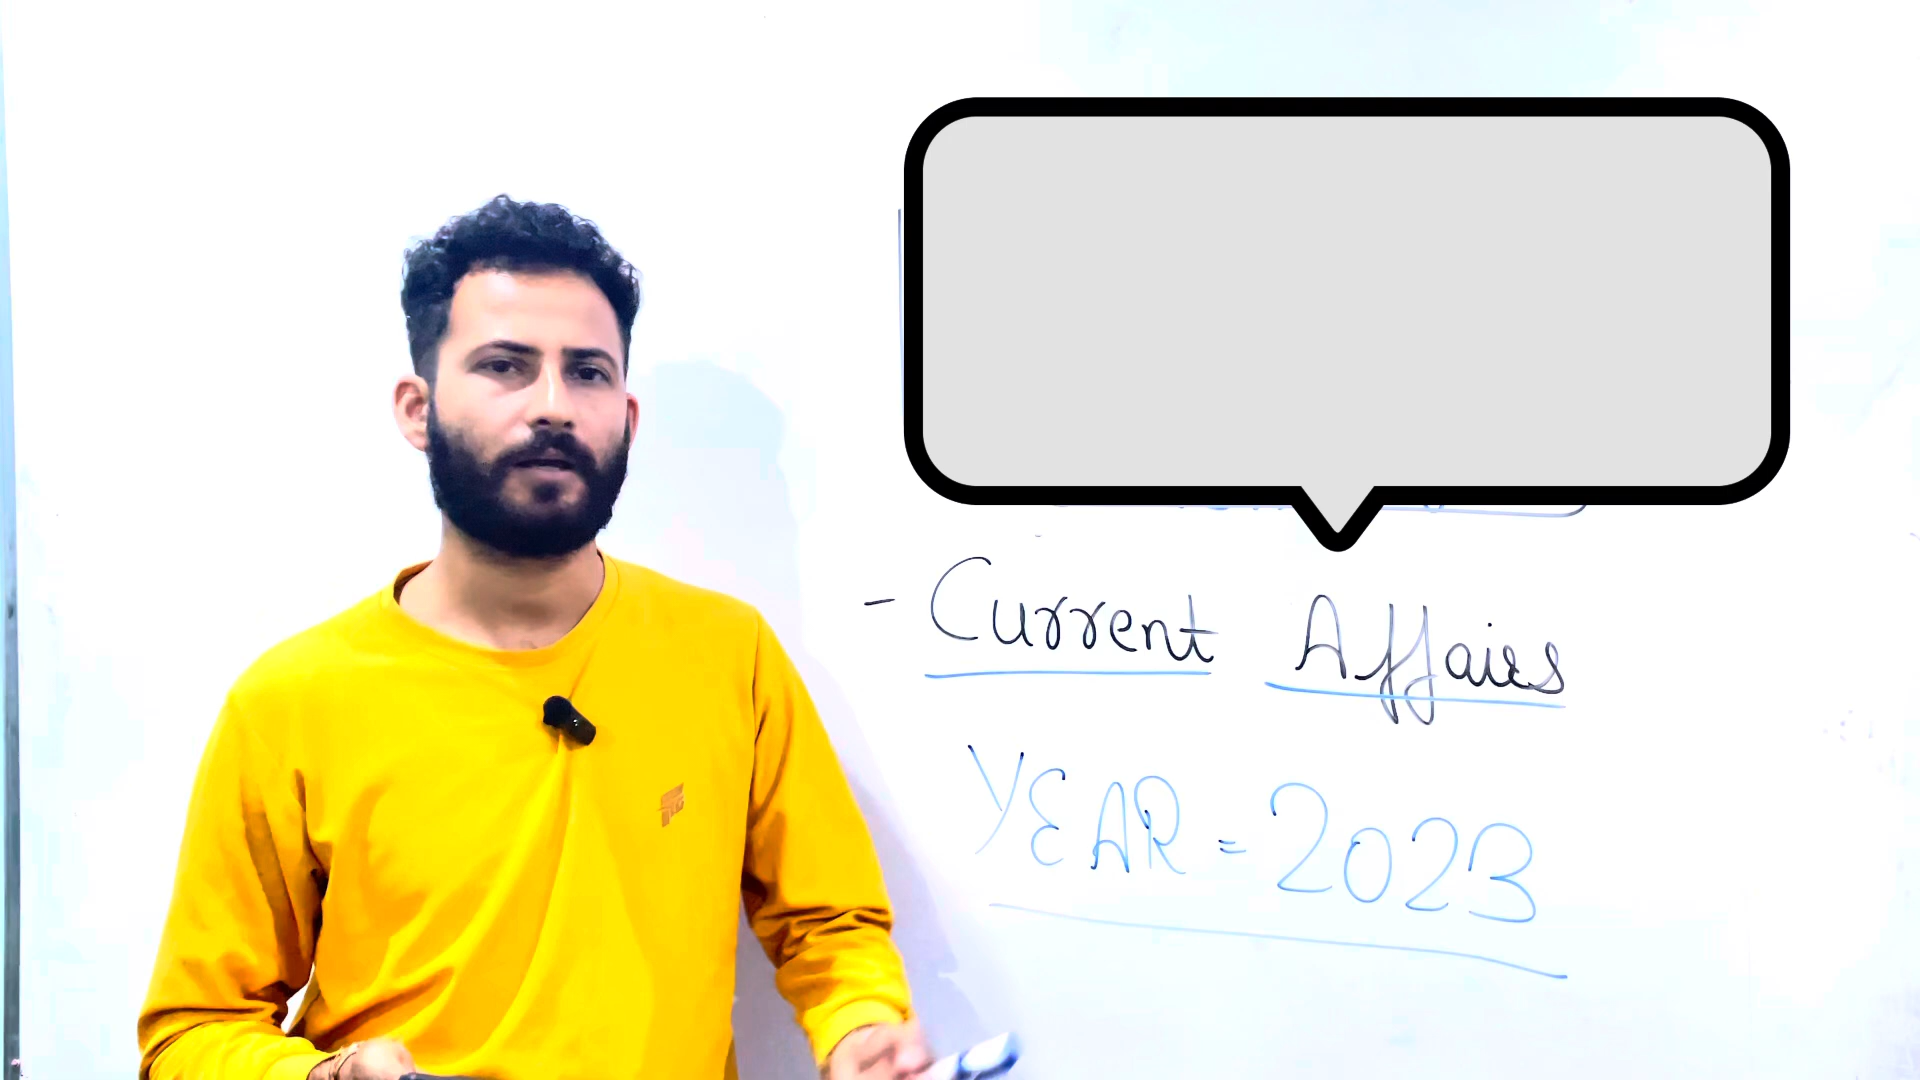 - Current Affairs
YEAR = 2023